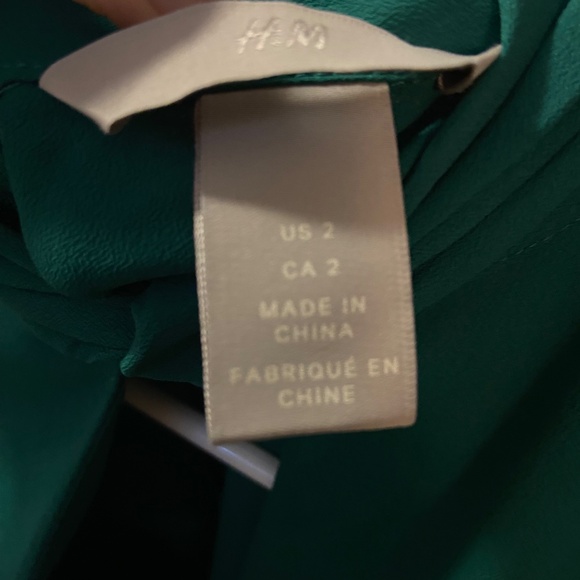 H&M
US 2
CA 2
MADE IN
CHINA
FABRIQUÉ EN
CHINE